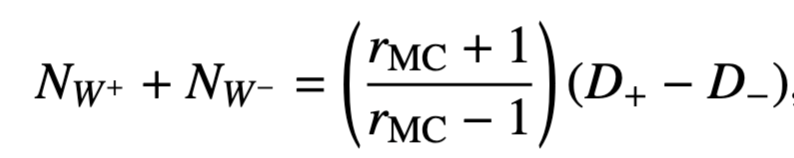 $N_{W^+} + N_{W^-} = \left( \frac{r_{\mathrm{MC}} + 1}{r_{\mathrm{MC}} - 1} \right) (D_+ - D_-),$